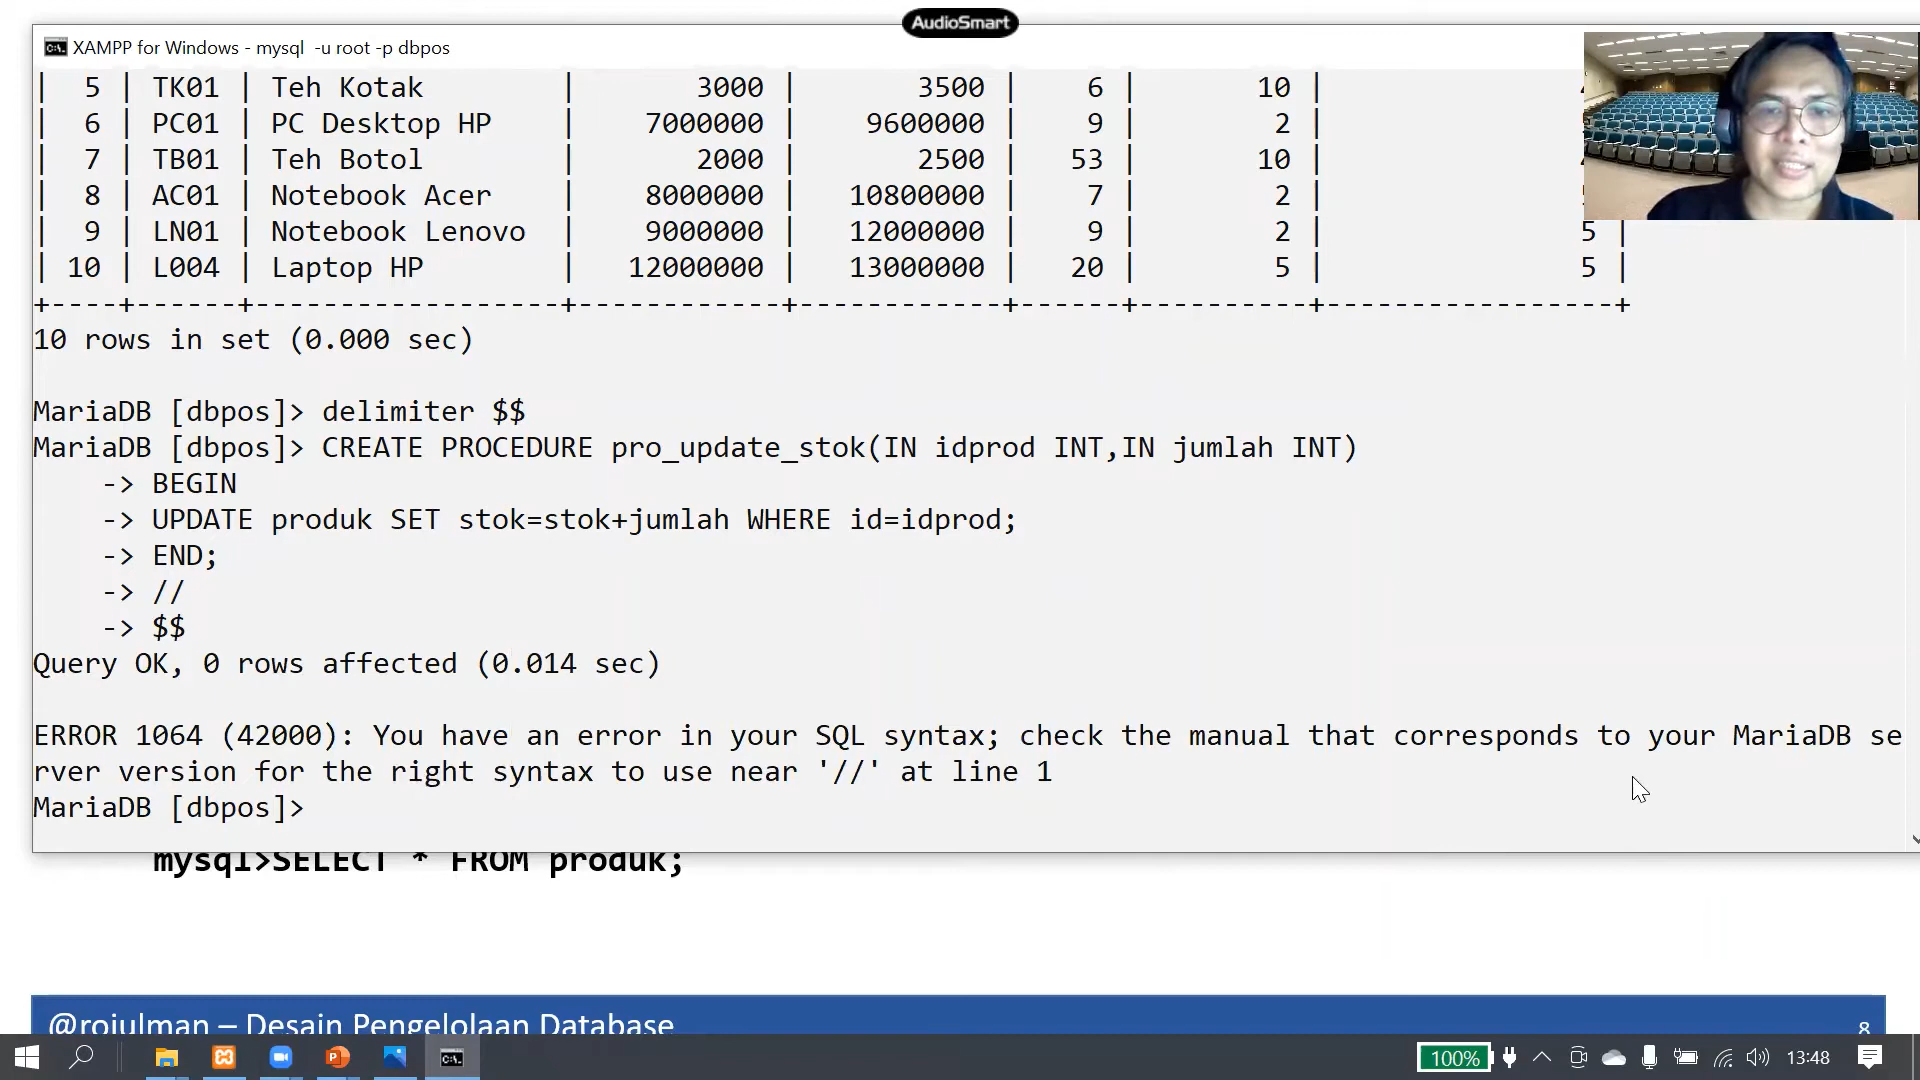 AudioSmart
XAMPP for Windows - mysql  -u root -p dbpos
|  5 | TK01 | Teh Kotak        |       3000 |       3500 |    6 |         10 |
|  6 | PC01 | PC Desktop HP    |    7000000 |    9600000 |    9 |          2 |
|  7 | TB01 | Teh Botol        |       2000 |       2500 |   53 |         10 |
|  8 | AC01 | Notebook Acer    |    8000000 |   10800000 |    7 |          2 |
|  9 | LN01 | Notebook Lenovo  |    9000000 |   12000000 |    9 |          2 |               5 |
| 10 | L004 | Laptop HP        |   12000000 |   13000000 |   20 |          5 |               5 |
+----+------+------------------+------------+------------+------+----------+-----------------+
10 rows in set (0.000 sec)
MariaDB [dbpos]> delimiter $$
MariaDB [dbpos]> CREATE PROCEDURE pro_update_stok(IN idprod INT,IN jumlah INT)
    -> BEGIN
    -> UPDATE produk SET stok=stok+jumlah WHERE id=idprod;
    -> END;
    -> //
    -> $$
Query OK, 0 rows affected (0.014 sec)
ERROR 1064 (42000): You have an error in your SQL syntax; check the manual that corresponds to your MariaDB se
rver version for the right syntax to use near '//' at line 1
MariaDB [dbpos]>
mysql>SELECT * FROM produk;
@rojulman – Desain Pengelolaan Database
8
100%
13:48